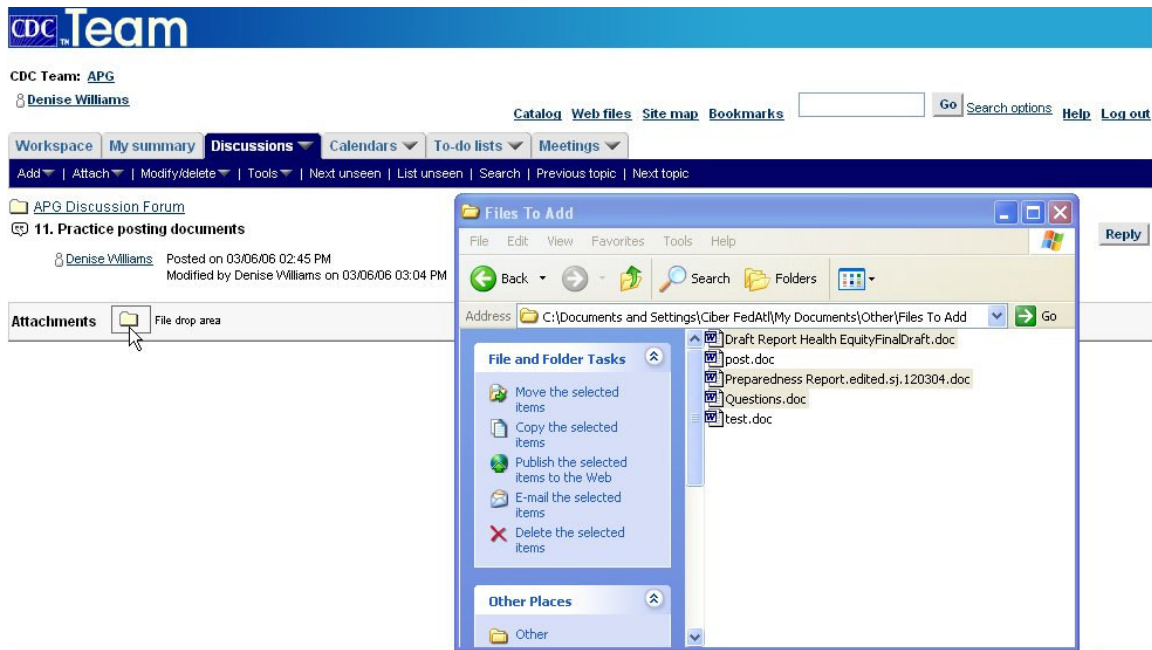 CDC TM Team
CDC Team: APG
Denise Williams
Catalog Web files Site map Bookmarks Go Search options Help Log out
Workspace My summary Discussions Calendars To-do lists Meetings
Add | Attach | Modify/delete | Tools | Next unseen | List unseen | Search | Previous topic | Next topic
APG Discussion Forum
11. Practice posting documents
Reply
Denise Williams Posted on 03/06/06 02:45 PM
Modified by Denise Williams on 03/06/06 03:04 PM
Attachments File drop area
Files To Add
File Edit View Favorites Tools Help
Back Search Folders
Address C:\Documents and Settings\Ciber FedAtl\My Documents\Other\Files To Add Go
File and Folder Tasks
Move the selected
items
Copy the selected
items
Publish the selected
items to the Web
E-mail the selected
items
Delete the selected
items
Other Places
Other
Draft Report Health EquityFinalDraft.doc
post.doc
Preparedness Report.edited.sj.120304.doc
Questions.doc
test.doc